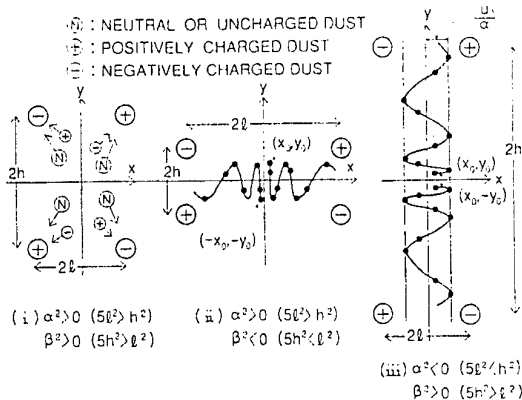 Ⓝ : NEUTRAL OR UNCHARGED DUST
⊕ : POSITIVELY CHARGED DUST
⊖ : NEGATIVELY CHARGED DUST
y
x
2h
2ℓ
N
N
N
N
(i) α²>0 (5ℓ²>h²)
β²>0 (5h²>ℓ²)
y
2ℓ
2h
x
(x₀,y₀)
(-x₀,-y₀)
(ii) α²>0 (5ℓ²>h²)
β²<0 (5h²<ℓ²)
y
α
2h
(x₀,y₀)
x
(x₀,-y₀)
2ℓ
(iii) α²<0 (5ℓ²<h²)
β²>0 (5h²>ℓ²)